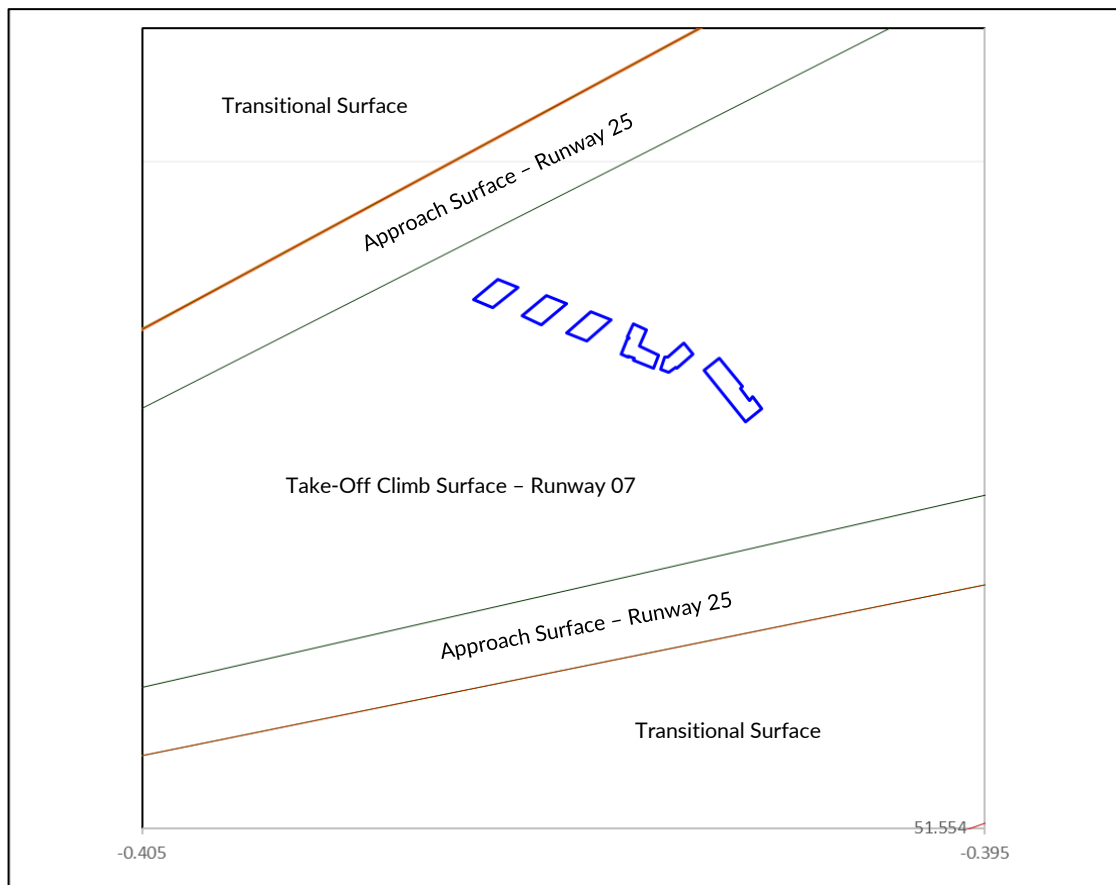 Transitional Surface
Approach Surface – Runway 25
Take-Off Climb Surface – Runway 07
Approach Surface – Runway 25
Transitional Surface
51.554
-0.405
-0.395